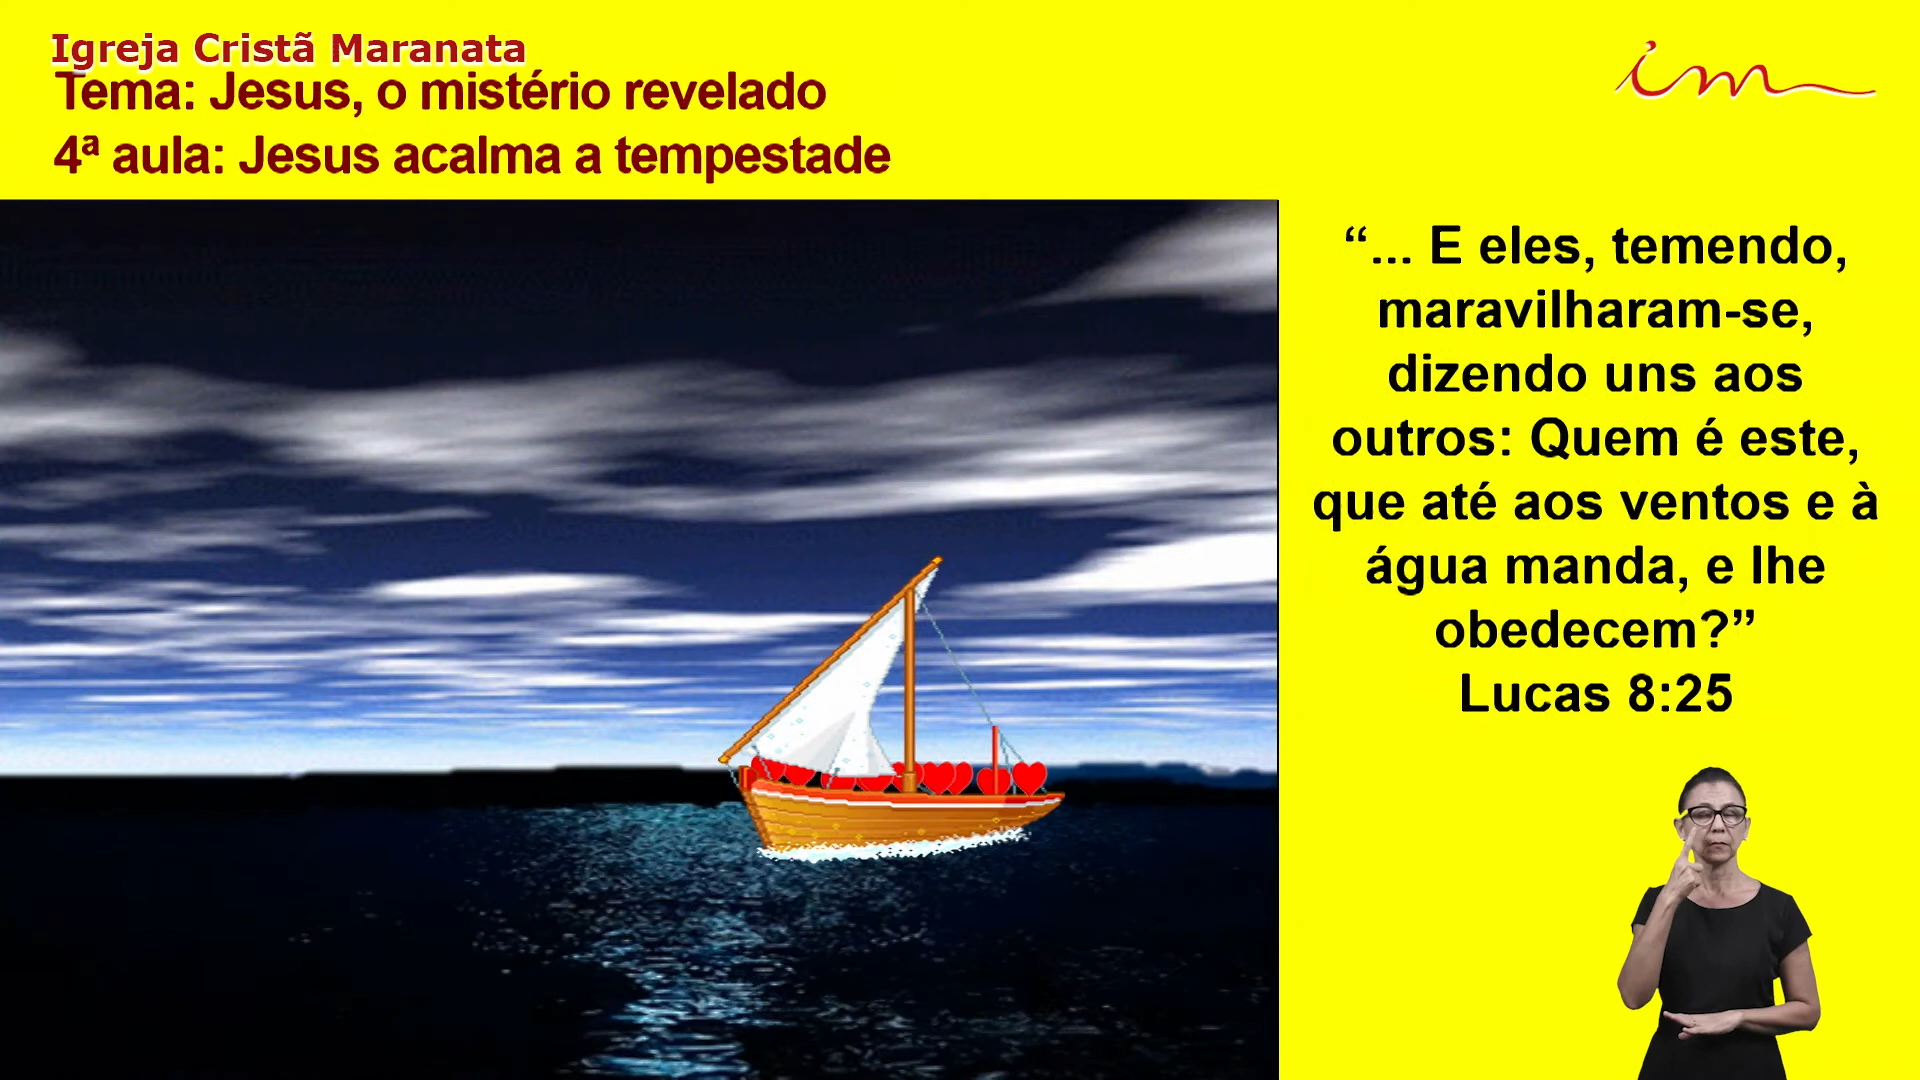 Igreja Cristã Maranata
Tema: Jesus, o mistério revelado
4ª aula: Jesus acalma a tempestade
im
“... E eles, temendo,
maravilharam-se,
dizendo uns aos
outros: Quem é este,
que até aos ventos e à
água manda, e lhe
obedecem?”
Lucas 8:25